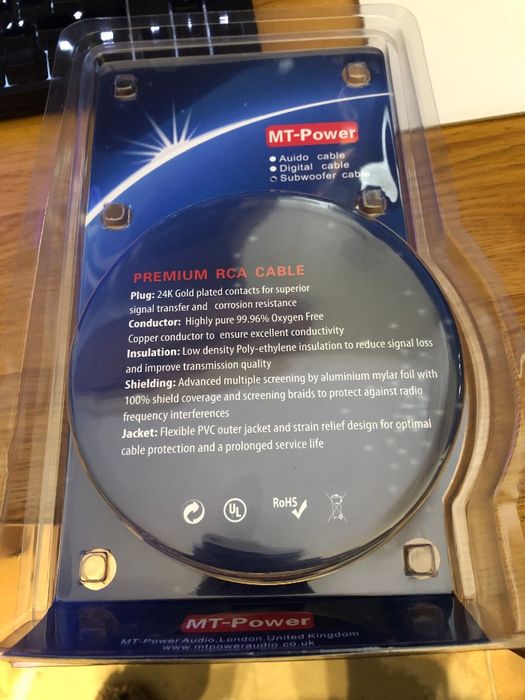 MT-Power
Auido cable
Digital cable
Subwoofer cable
PREMIUM RCA CABLE
Plug: 24K Gold plated contacts for superior
signal transfer and corrosion resistance
Conductor: Highly pure 99.96% Oxygen Free
Copper conductor to ensure excellent conductivity
Insulation: Low density Poly-ethylene insulation to reduce signal loss
and improve transmission quality
Shielding: Advanced multiple screening by aluminium mylar foil with
100% shield coverage and screening braids to protect against radio
frequency interferences
Jacket: Flexible PVC outer jacket and strain relief design for optimal
cable protection and a prolonged service life
UL RoHS
MT-Power
MT-Power Audio, London, United Kingdom
www.mtpoweraudio.co.uk